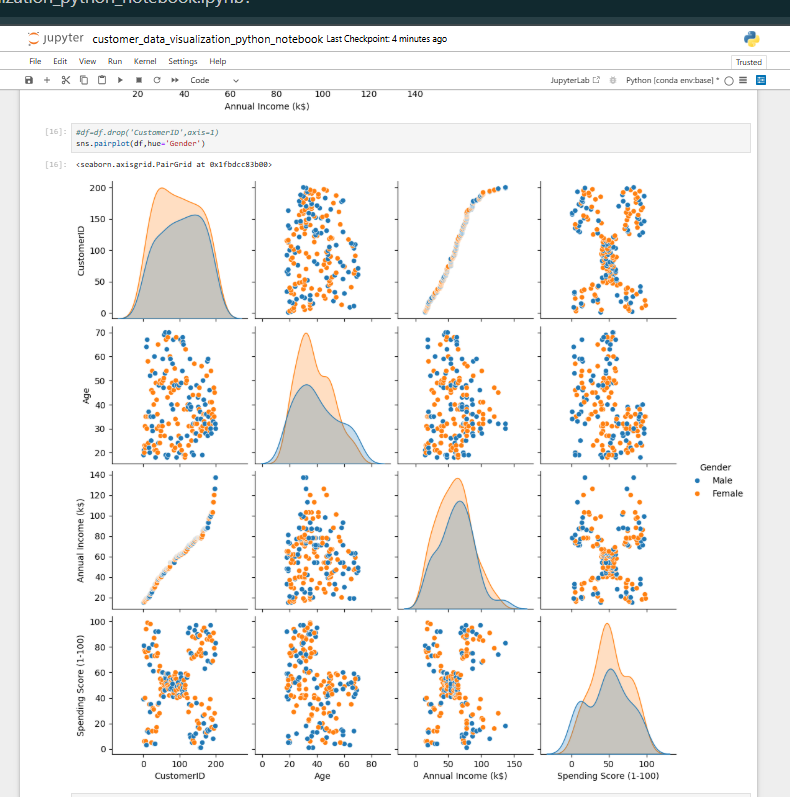 lization_python_notebook.ipynb?
jupyter customer_data_visualization_python_notebook Last Checkpoint: 4 minutes ago
File Edit View Run Kernel Settings Help
Trusted
Code
JupyterLab
Python [conda env:base] *
20 40 60 80 100 120 140
Annual Income (k$)
[16]: #df=df.drop('CustomerID',axis=1)
sns.pairplot(df,hue='Gender')
[16]: <seaborn.axisgrid.PairGrid at 0x1fbdcc83b00>
200
150
100
50
0
CustomerID
70
60
50
40
30
20
Age
140
120
100
80
60
40
20
Annual Income (k$)
100
80
60
40
20
0
Spending Score (1-100)
0 100 200
CustomerID
0 20 40 60 80
Age
0 50 100 150
Annual Income (k$)
0 50 100
Spending Score (1-100)
Gender
Male
Female